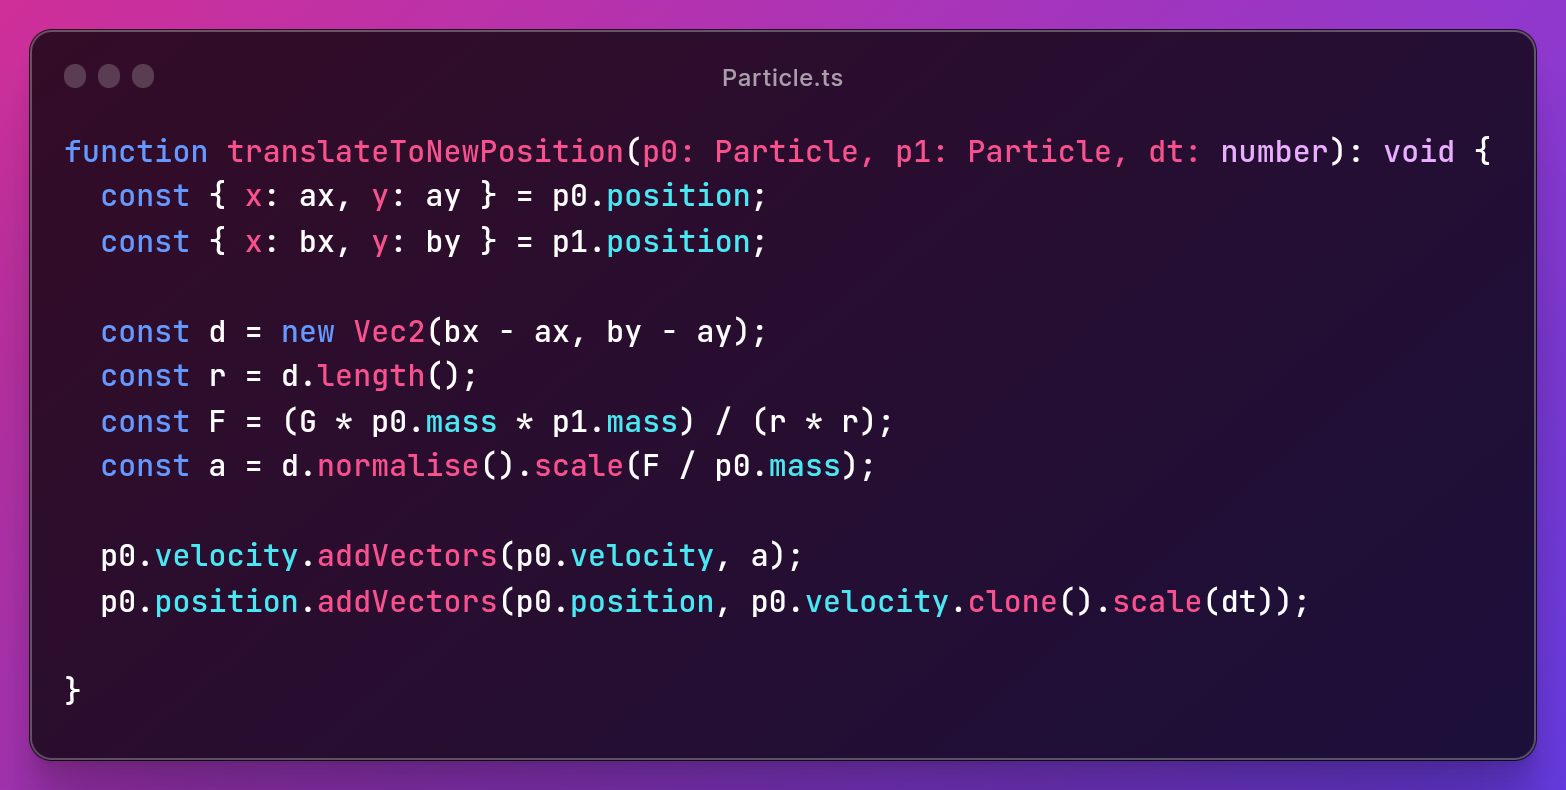 Particle.ts
function translateToNewPosition(p0: Particle, p1: Particle, dt: number): void {
  const { x: ax, y: ay } = p0.position;
  const { x: bx, y: by } = p1.position;

  const d = new Vec2(bx - ax, by - ay);
  const r = d.length();
  const F = (G * p0.mass * p1.mass) / (r * r);
  const a = d.normalise().scale(F / p0.mass);

  p0.velocity.addVectors(p0.velocity, a);
  p0.position.addVectors(p0.position, p0.velocity.clone().scale(dt));

}